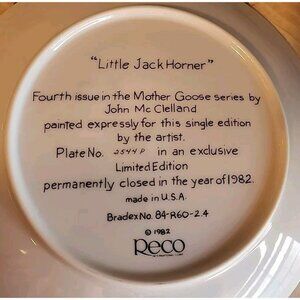 "Little Jack Horner"
Fourth issue in the Mother Goose series by
John McClelland
painted expressly for this single edition
by the artist.
Plate No. 2544P in an exclusive
Limited Edition
permanently closed in the year of 1982.
made in U.S.A.
Bradex No. 84-R60-2.4
© 1982
Reco